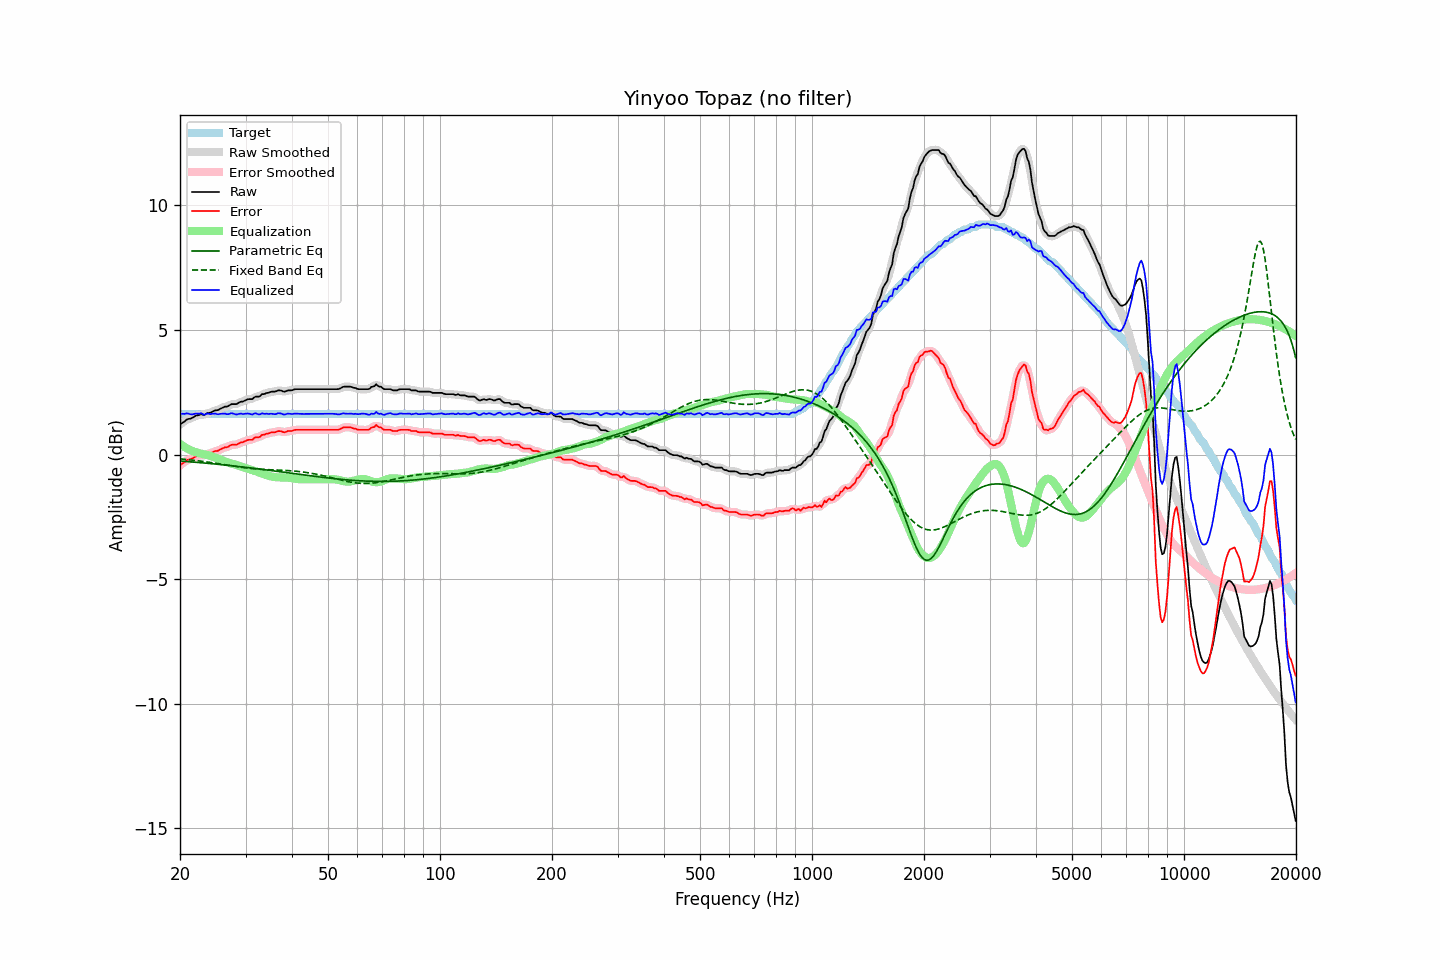 Yinyoo Topaz (no filter)
Target
Raw Smoothed
Error Smoothed
Raw
Error
Equalization
Parametric Eq
Fixed Band Eq
Equalized
10
5
0
−5
−10
−15
Amplitude (dBr)
20 50 100 200 500 1000 2000 5000 10000 20000
Frequency (Hz)